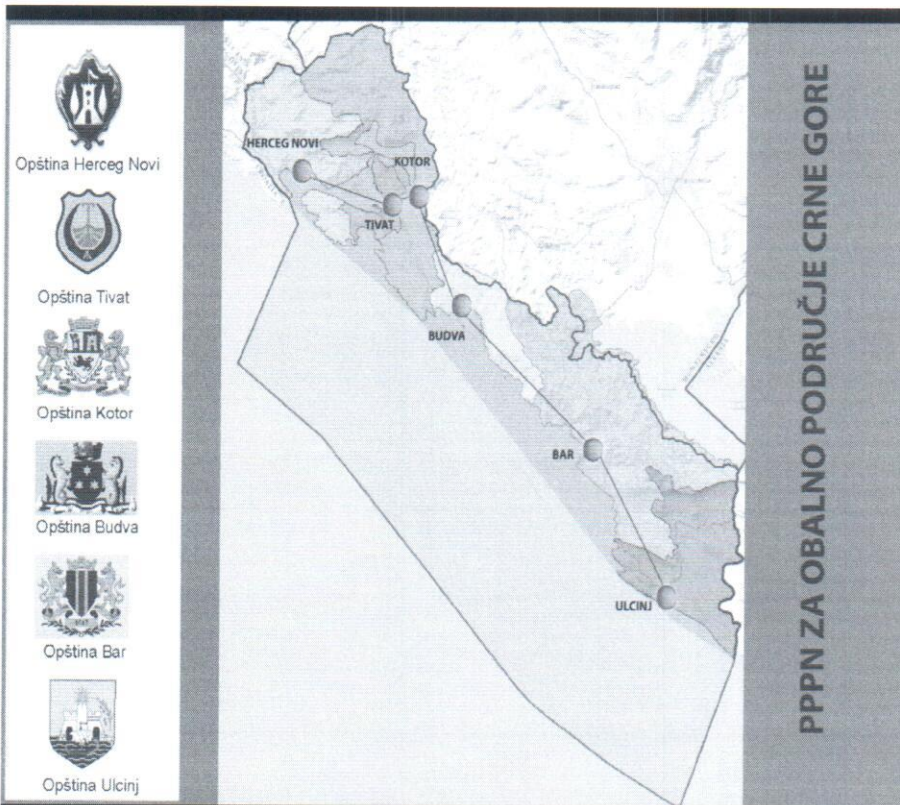 Opština Herceg Novi
Opština Tivat
Opština Kotor
Opština Budva
Opština Bar
Opština Ulcinj
HERCEG NOVI
KOTOR
TIVAT
BUDVA
BAR
ULCINJ
PPPN ZA OBALNO PODRUČJE CRNE GORE